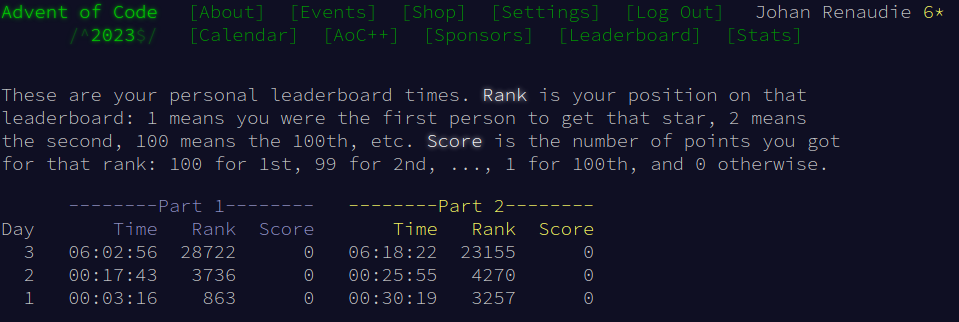 Advent of Code [About] [Events] [Shop] [Settings] [Log Out] Johan Renaudie 6*
/^2023$/ [Calendar] [AoC++] [Sponsors] [Leaderboard] [Stats]
These are your personal leaderboard times. Rank is your position on that
leaderboard: 1 means you were the first person to get that star, 2 means
the second, 100 means the 100th, etc. Score is the number of points you got
for that rank: 100 for 1st, 99 for 2nd, ..., 1 for 100th, and 0 otherwise.
--------Part 1-------- --------Part 2--------
Day Time Rank Score Time Rank Score
3 06:02:56 28722 0 06:18:22 23155 0
2 00:17:43 3736 0 00:25:55 4270 0
1 00:03:16 863 0 00:30:19 3257 0